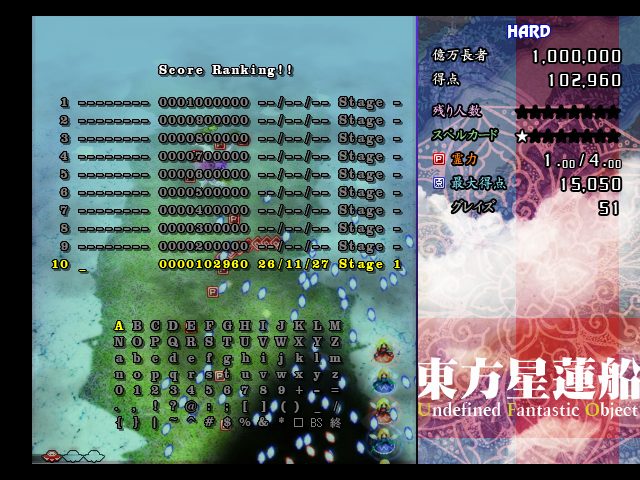 Score Ranking!!
1 -------- 0001000000 --/--/-- Stage -
2 -------- 0000900000 --/--/-- Stage -
3 -------- 0000800000 --/--/-- Stage -
4 -------- 0000700000 --/--/-- Stage -
5 -------- 0000600000 --/--/-- Stage -
6 -------- 0000500000 --/--/-- Stage -
7 -------- 0000400000 --/--/-- Stage -
8 -------- 0000300000 --/--/-- Stage -
9 -------- 0000200000 --/--/-- Stage -
10 _ 0000102960 26/11/27 Stage 1
A B C D E F G H I J K L M
N O P Q R S T U V W X Y Z
a b c d e f g h i j k l m
n o p q r s t u v w x y z
0 1 2 3 4 5 6 7 8 9 + - =
. , ! ? @ : ; [ ] ( ) _ /
{ } | ~ ^ # $ % & * □ BS 終
HARD
億万長者 1,000,000
得点 102,960
残り人数
スペルカード
P 霊力 1.00/4.00
最大得点 15,050
グレイズ 51
東方星蓮船
Undefined Fantastic Object